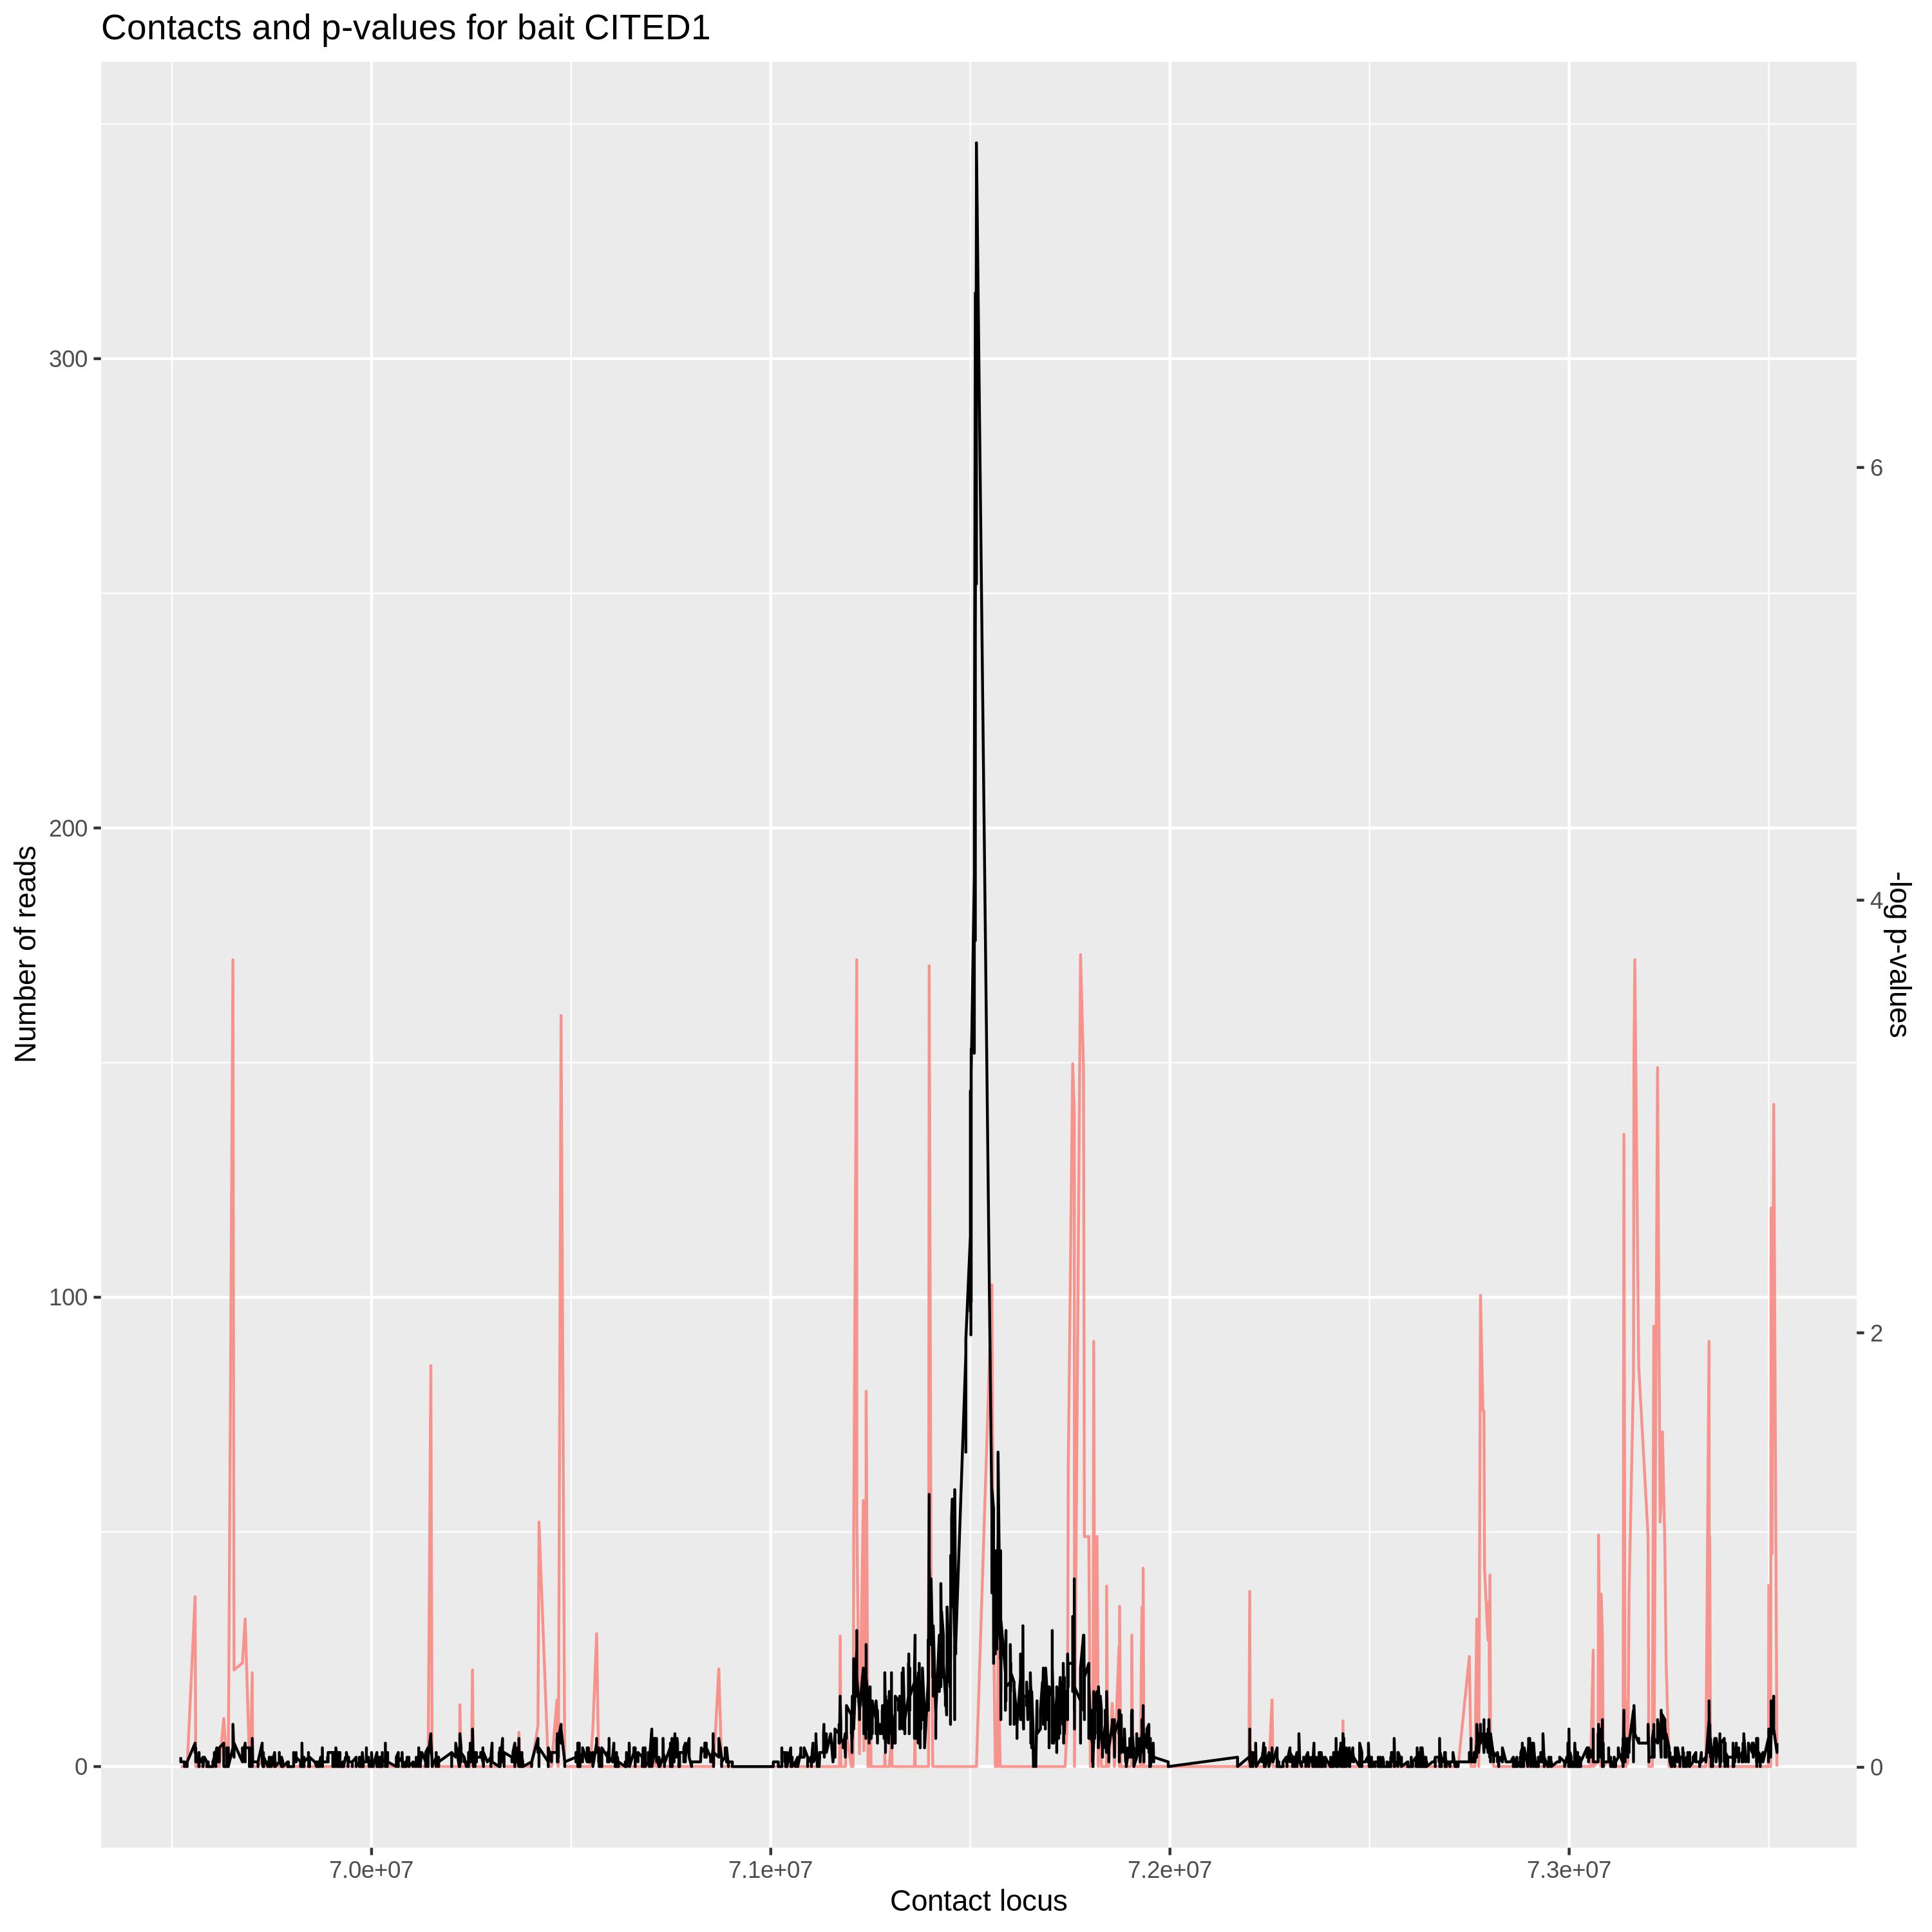 Contacts and p-values for bait CITED1
300
200
100
0
Number of reads
6
4
2
0
-log p-values
7.0e+07 7.1e+07 7.2e+07 7.3e+07
Contact locus